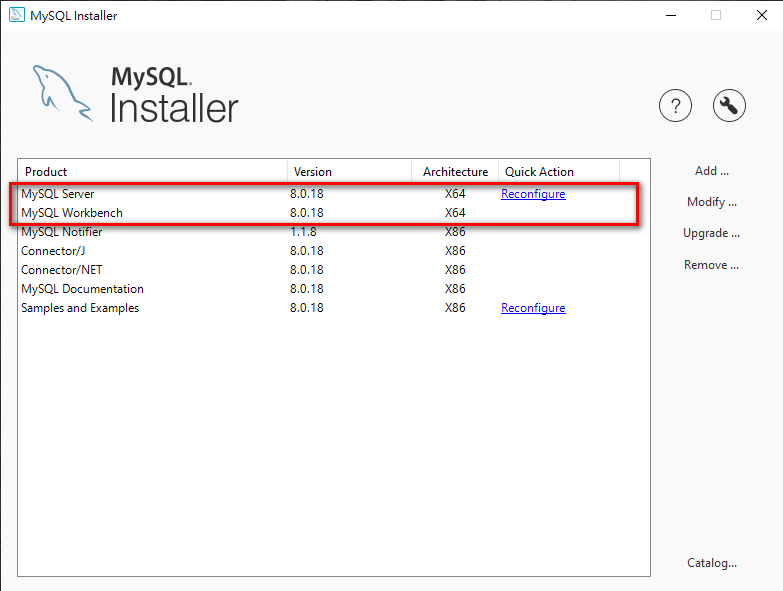 MySQL Installer
MySQL.
Installer
?
Product Version Architecture Quick Action
MySQL Server 8.0.18 X64 Reconfigure
MySQL Workbench 8.0.18 X64
MySQL Notifier 1.1.8 X86
Connector/J 8.0.18 X86
Connector/NET 8.0.18 X86
MySQL Documentation 8.0.18 X86
Samples and Examples 8.0.18 X86 Reconfigure
Add ...
Modify ...
Upgrade ...
Remove ...
Catalog...